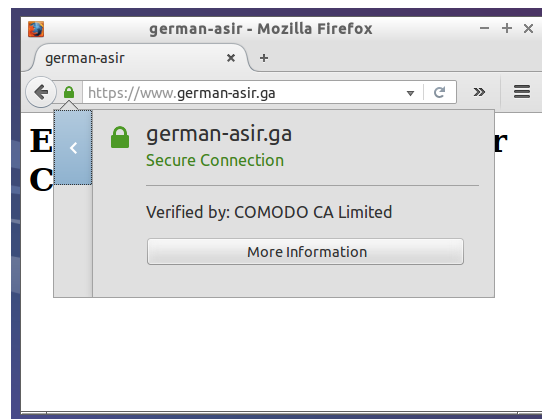 german-asir - Mozilla Firefox
german-asir
https://www.german-asir.ga
german-asir.ga
Secure Connection
Verified by: COMODO CA Limited
More Information